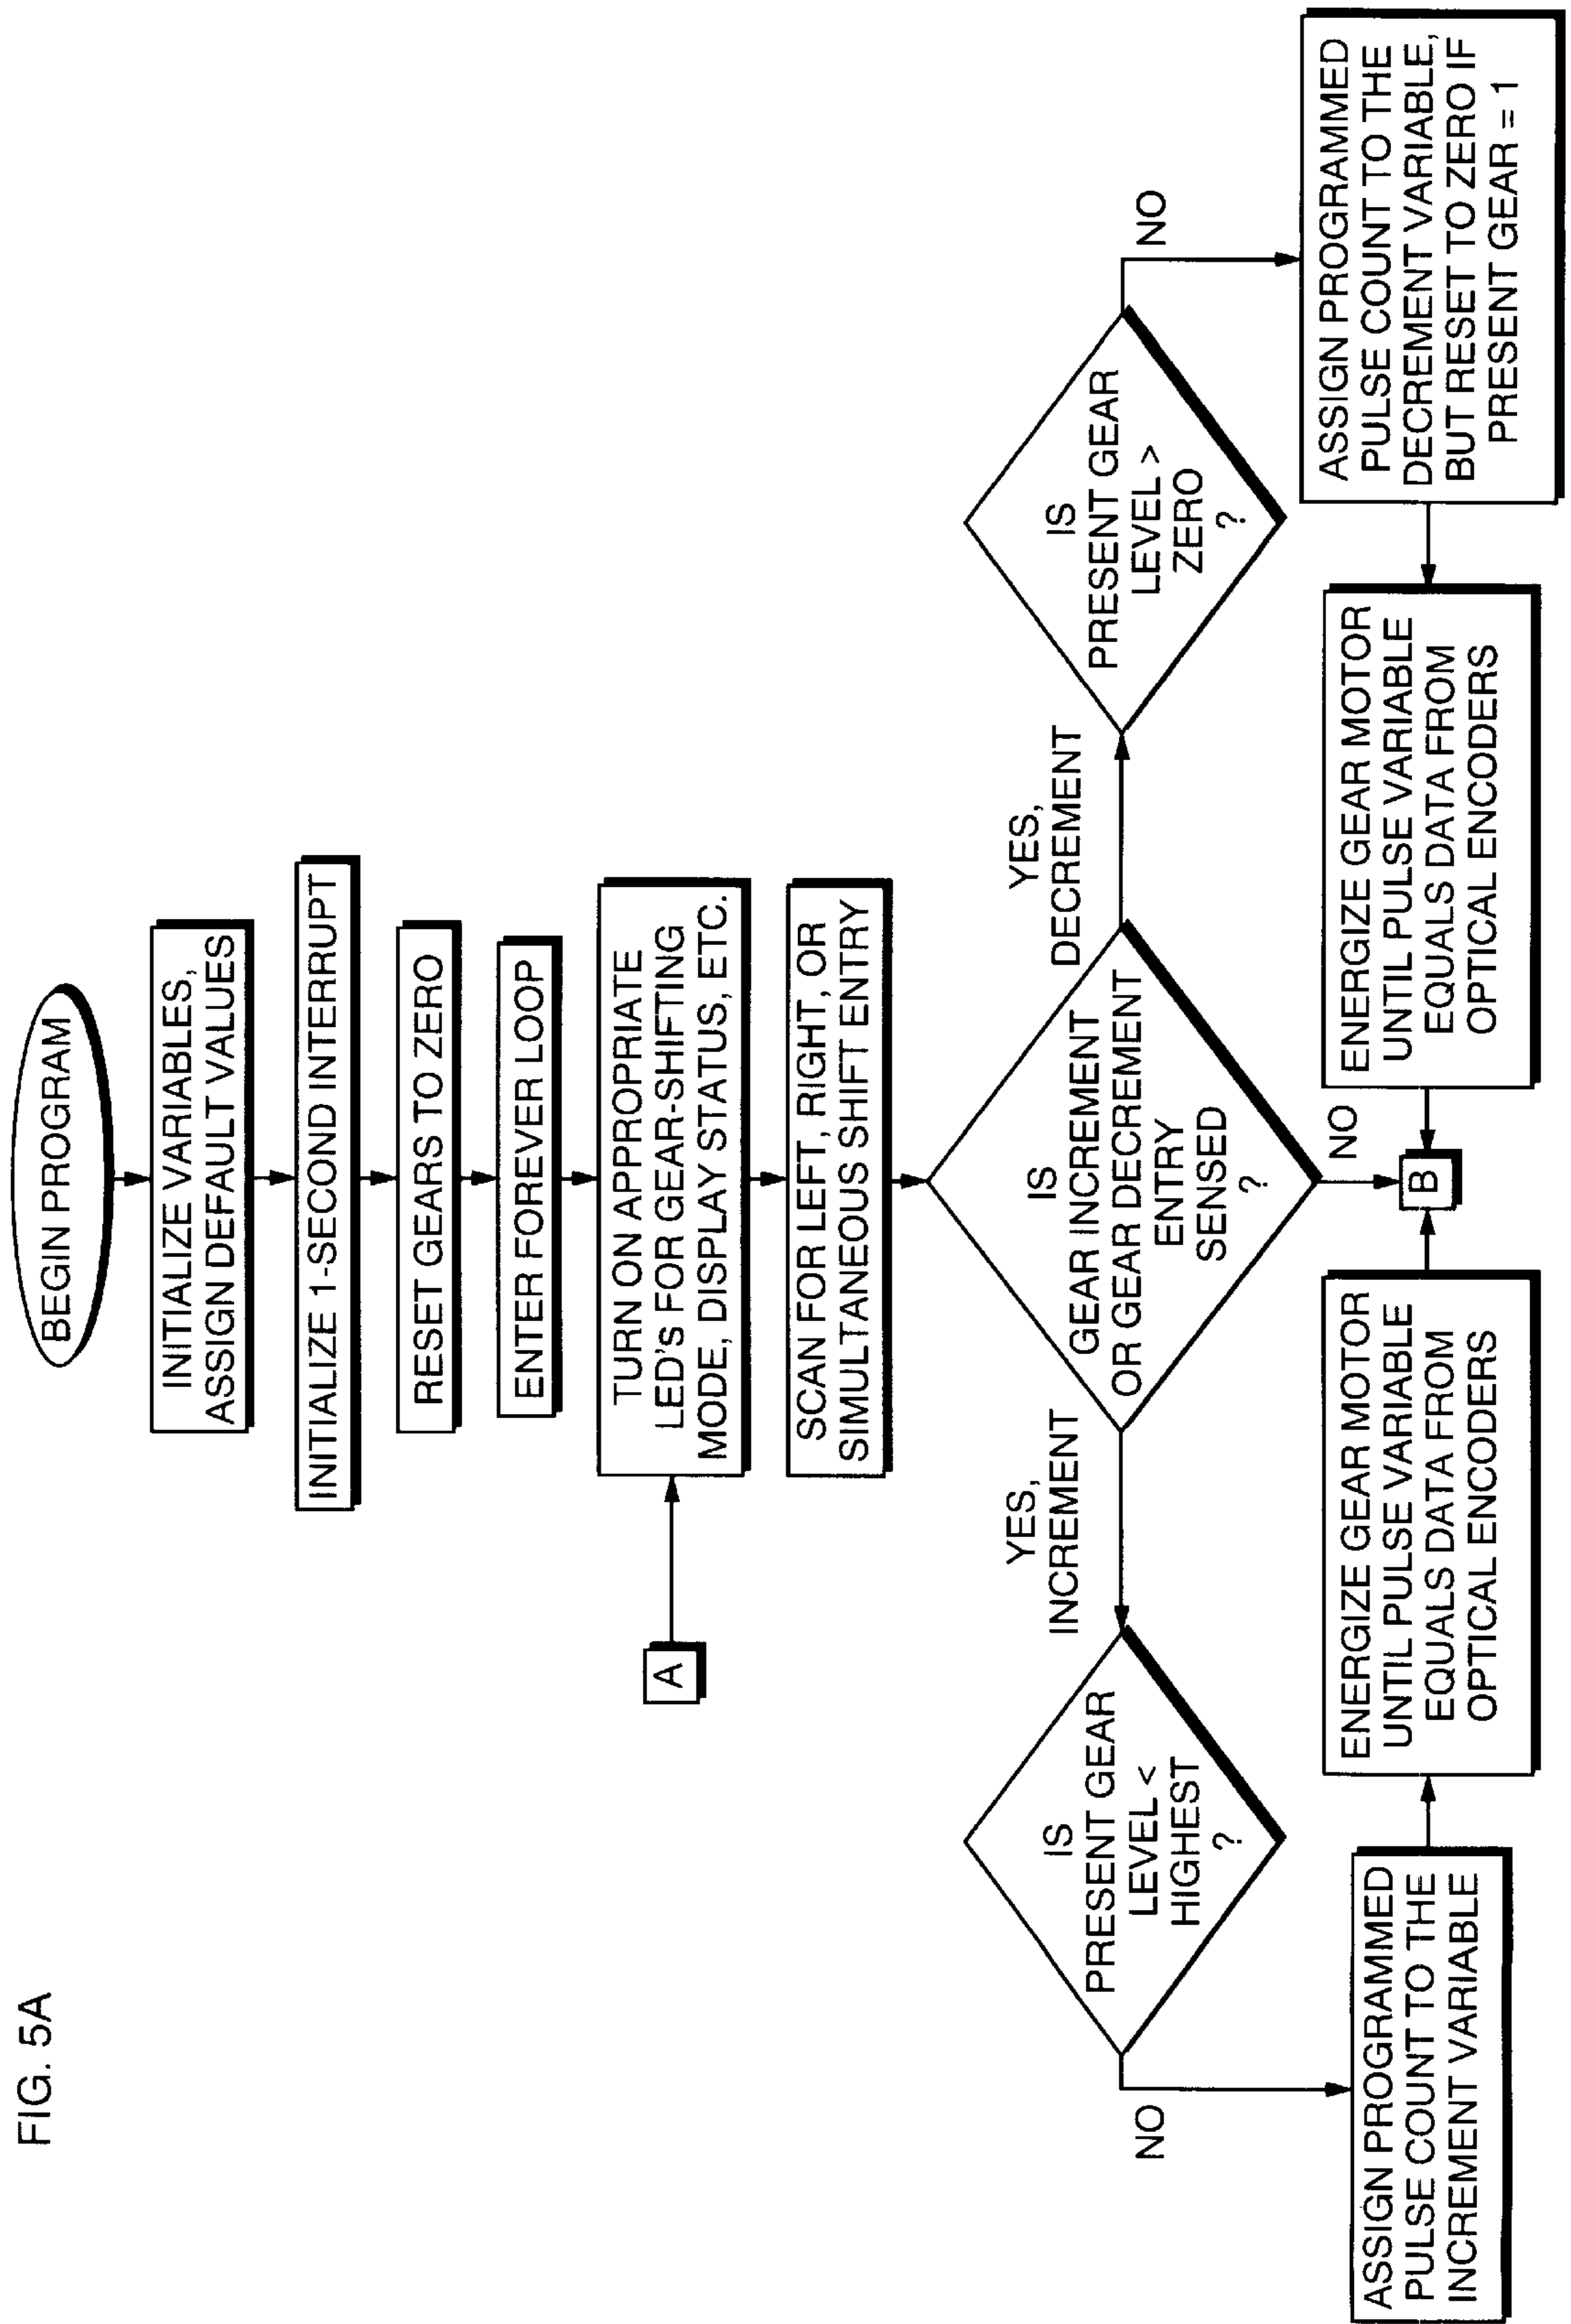 FIG. 5A
BEGIN PROGRAM
INITIALIZE VARIABLES,
ASSIGN DEFAULT VALUES
INITIALIZE 1-SECOND INTERRUPT
RESET GEARS TO ZERO
ENTER FOREVER LOOP
A
TURN ON APPROPRIATE
LED's FOR GEAR-SHIFTING
MODE, DISPLAY STATUS, ETC.
SCAN FOR LEFT, RIGHT, OR
SIMULTANEOUS SHIFT ENTRY
IS
GEAR INCREMENT
OR GEAR DECREMENT
ENTRY
SENSED
?
YES,
INCREMENT
IS
PRESENT GEAR
LEVEL <
HIGHEST
?
NO
ASSIGN PROGRAMMED
PULSE COUNT TO THE
INCREMENT VARIABLE
ENERGIZE GEAR MOTOR
UNTIL PULSE VARIABLE
EQUALS DATA FROM
OPTICAL ENCODERS
NO
B
YES,
DECREMENT
IS
PRESENT GEAR
LEVEL >
ZERO
?
NO
ASSIGN PROGRAMMED
PULSE COUNT TO THE
DECREMENT VARIABLE,
BUT RESET TO ZERO IF
PRESENT GEAR = 1
ENERGIZE GEAR MOTOR
UNTIL PULSE VARIABLE
EQUALS DATA FROM
OPTICAL ENCODERS